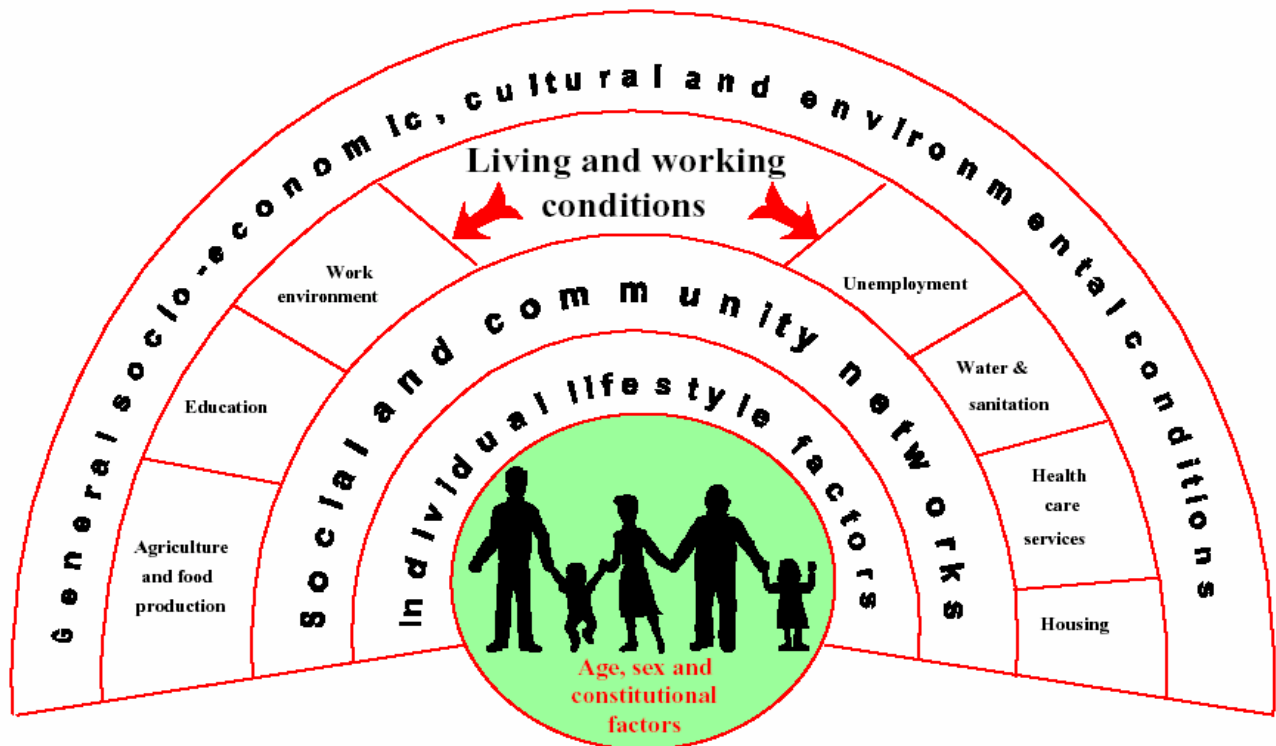 General socio-economic, cultural and environmental conditions
Living and working
conditions
Work
environment
Unemployment
Education
Water &
sanitation
Agriculture
and food
production
Health
care
services
Housing
Social and community networks
Individual lifestyle factors
Age, sex and
constitutional
factors